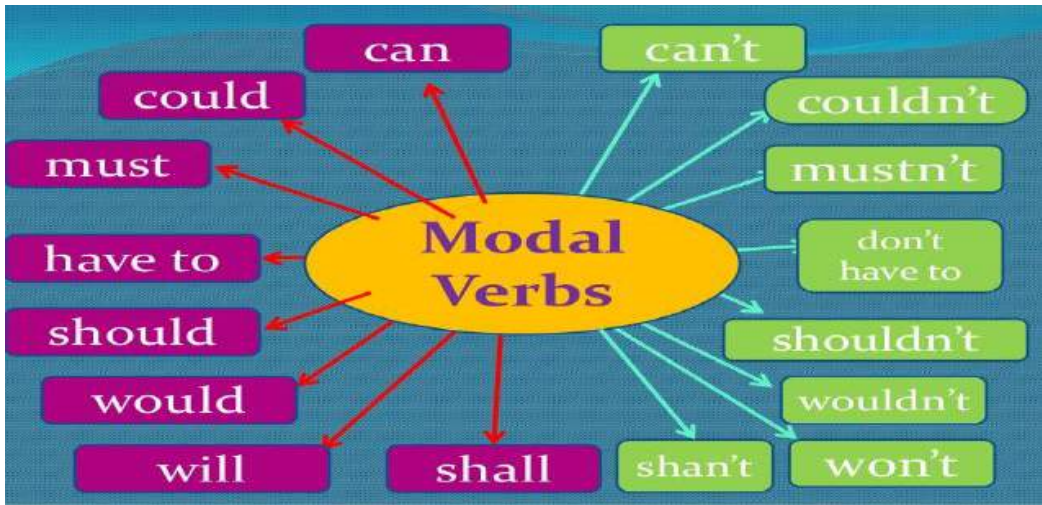 can
can't
could
couldn't
must
mustn't
Modal
Verbs
have to
don't
have to
should
shouldn't
would
wouldn't
will
shall
shan't
won't